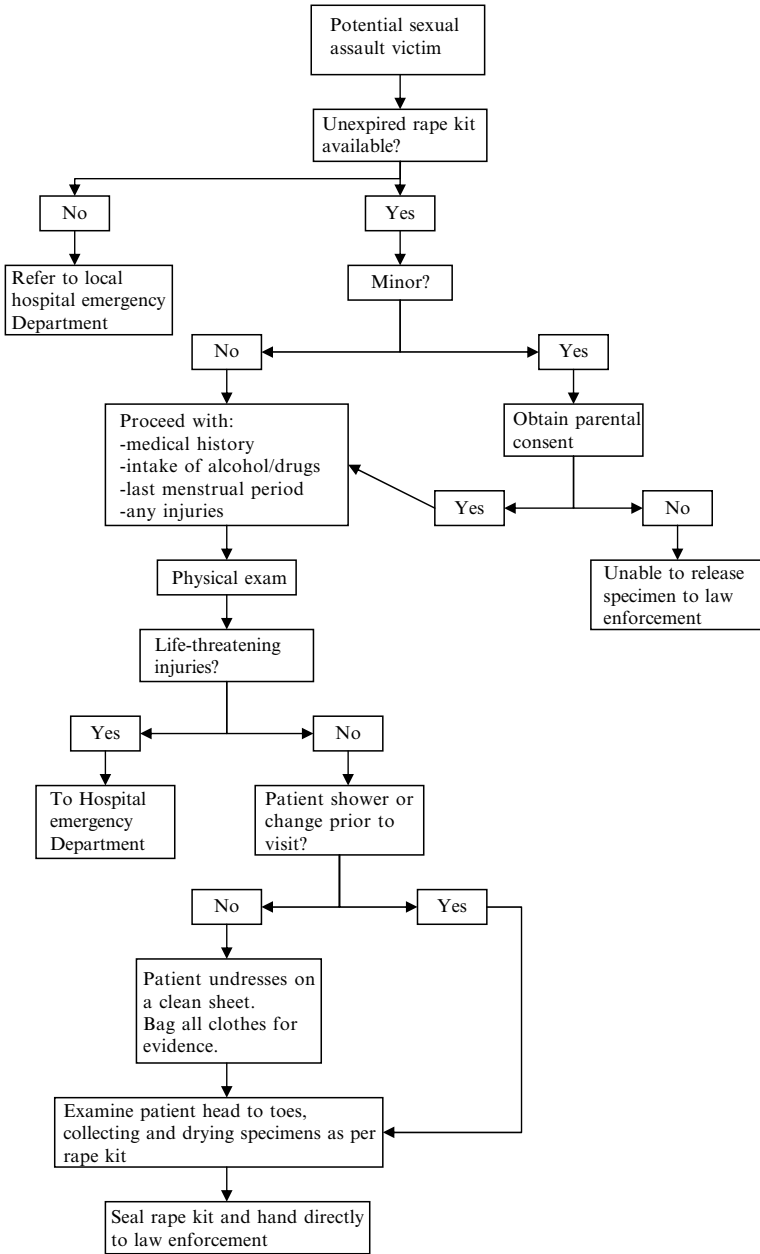 Potential sexual
assault victim
Unexpired rape kit
available?
No
Yes
Refer to local
hospital emergency
Department
Minor?
No
Yes
Proceed with:
-medical history
-intake of alcohol/drugs
-last menstrual period
-any injuries
Obtain parental
consent
Yes
No
Physical exam
Unable to release
specimen to law
enforcement
Life-threatening
injuries?
Yes
No
To Hospital
emergency
Department
Patient shower or
change prior to
visit?
No
Yes
Patient undresses on
a clean sheet.
Bag all clothes for
evidence.
Examine patient head to toes,
collecting and drying specimens as per
rape kit
Seal rape kit and hand directly
to law enforcement